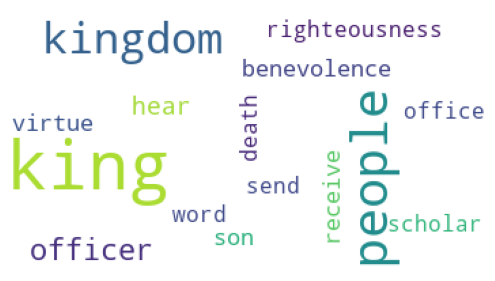 kingdom
righteousness
benevolence
hear
death
people
office
virtue
king
receive
send
word
scholar
son
officer